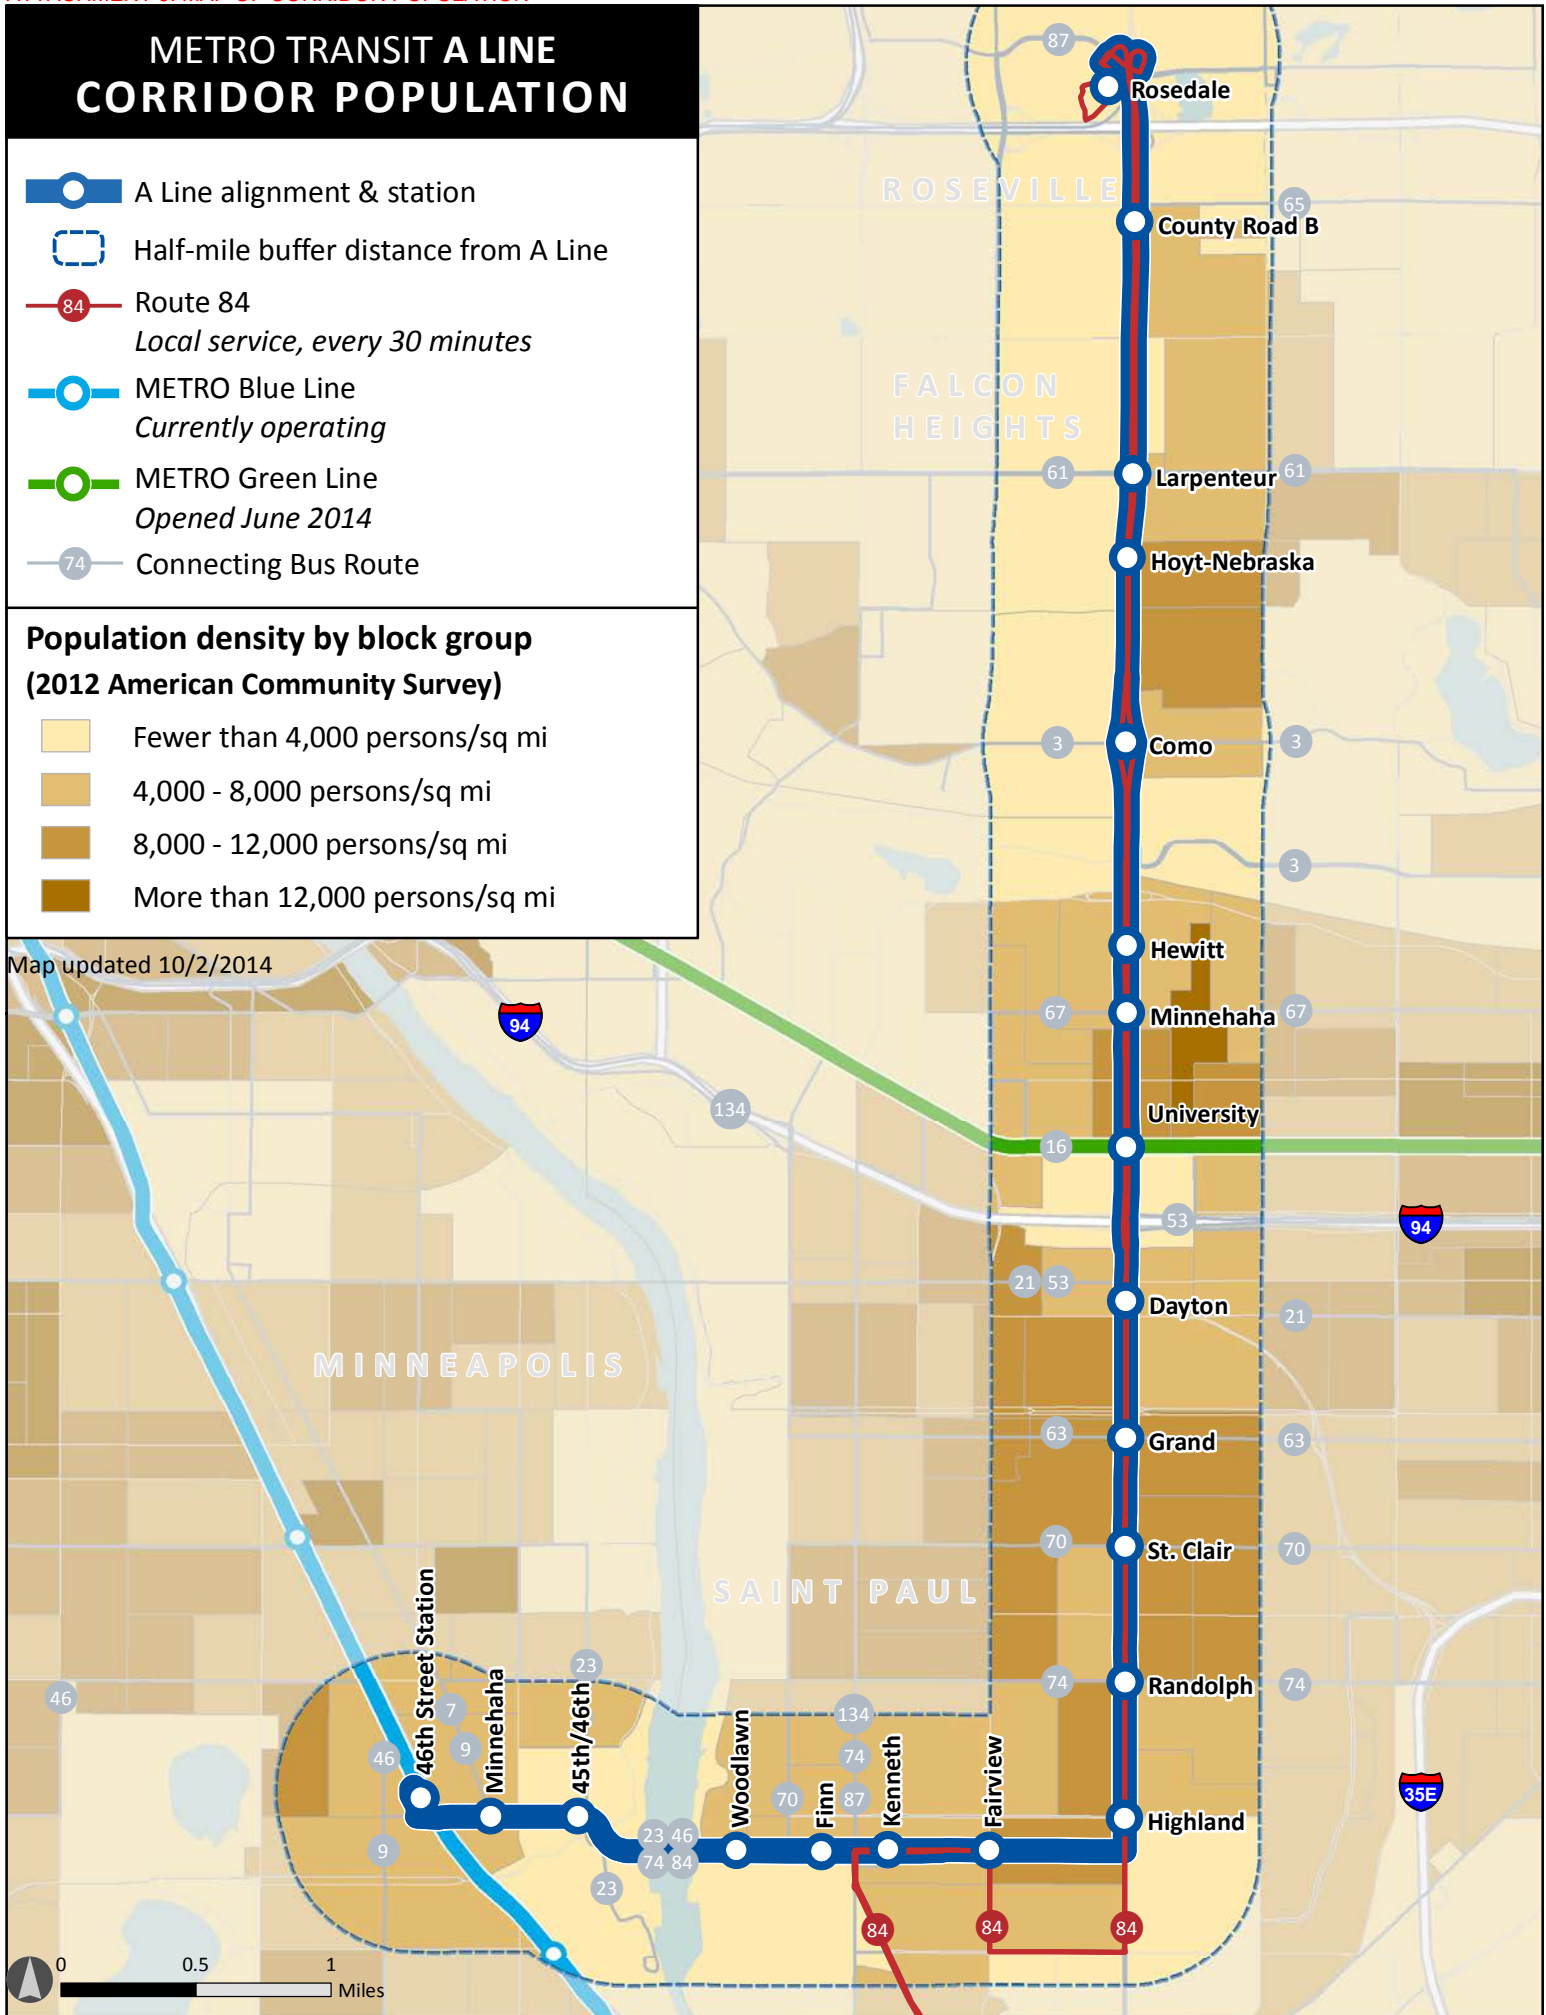 METRO TRANSIT A LINE
CORRIDOR POPULATION
A Line alignment & station
Half-mile buffer distance from A Line
84
Route 84
Local service, every 30 minutes
METRO Blue Line
Currently operating
METRO Green Line
Opened June 2014
74
Connecting Bus Route
Population density by block group
(2012 American Community Survey)
Fewer than 4,000 persons/sq mi
4,000 - 8,000 persons/sq mi
8,000 - 12,000 persons/sq mi
More than 12,000 persons/sq mi
Map updated 10/2/2014
87
Rosedale
ROSEVILLE
65
County Road B
FALCON
HEIGHTS
61
Larpenteur
61
Hoyt-Nebraska
3
Como
3
3
Hewitt
67
Minnehaha
67
94
134
University
16
53
94
21
53
Dayton
21
MINNEAPOLIS
63
Grand
63
70
St. Clair
70
SAINT PAUL
46th Street Station
Minnehaha
45th/46th
23
46
7
9
46
9
74
Randolph
74
134
74
87
70
Woodlawn
Finn
Kenneth
Fairview
Highland
35E
23
46
74
84
23
84
84
84
0
0.5
1
Miles